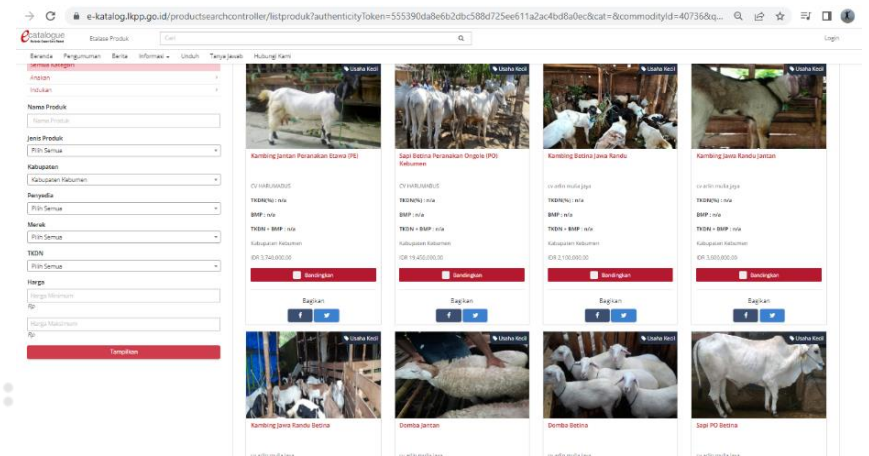 e-katalog.lkpp.go.id/productsearchcontroller/listproduk?authenticityToken=555390da8e6b2dbc588d725ee611a2ac4bd8a0ec&cat=&commodityId=40736&q...
ecatalogue
Etalase Produk
Cari
Login
Beranda Pengumuman Berita Informasi Unduh Tanya Jawab Hubungi Kami
Semua Kategori
Anakan
Indukan
Nama Produk
Nama Produk
Jenis Produk
Pilih Semua
Kabupaten
Kabupaten Kebumen
Penyedia
Pilih Semua
Merek
Pilih Semua
TKDN
Pilih Semua
Harga
Harga Minimum
Rp
Harga Maksimum
Rp
Tampilkan
Usaha Kecil
Kambing Jantan Peranakan Etawa (PE)
CV HARUMABUS
TKDN(%) : n/a
BMP : n/a
TKDN + BMP : n/a
Kabupaten Kebumen
IDR 3.740.000,00
Bandingkan
Bagikan
Usaha Kecil
Sapi Betina Peranakan Ongole (PO)
Kebumen
CV HARUMABUS
TKDN(%) : n/a
BMP : n/a
TKDN + BMP : n/a
Kabupaten Kebumen
IDR 19.450.000,00
Bandingkan
Bagikan
Usaha Kecil
Kambing Betina Jawa Randu
cv arlin mulia jaya
TKDN(%) : n/a
BMP : n/a
TKDN + BMP : n/a
Kabupaten Kebumen
IDR 2.100.000,00
Bandingkan
Bagikan
Usaha Kecil
Kambing Jawa Randu Jantan
cv arlin mulia jaya
TKDN(%) : n/a
BMP : n/a
TKDN + BMP : n/a
Kabupaten Kebumen
IDR 3.600.000,00
Bandingkan
Bagikan
Usaha Kecil
Kambing Jawa Randu Betina
Usaha Kecil
Domba Jantan
Usaha Kecil
Domba Betina
Usaha Kecil
Sapi PO Betina